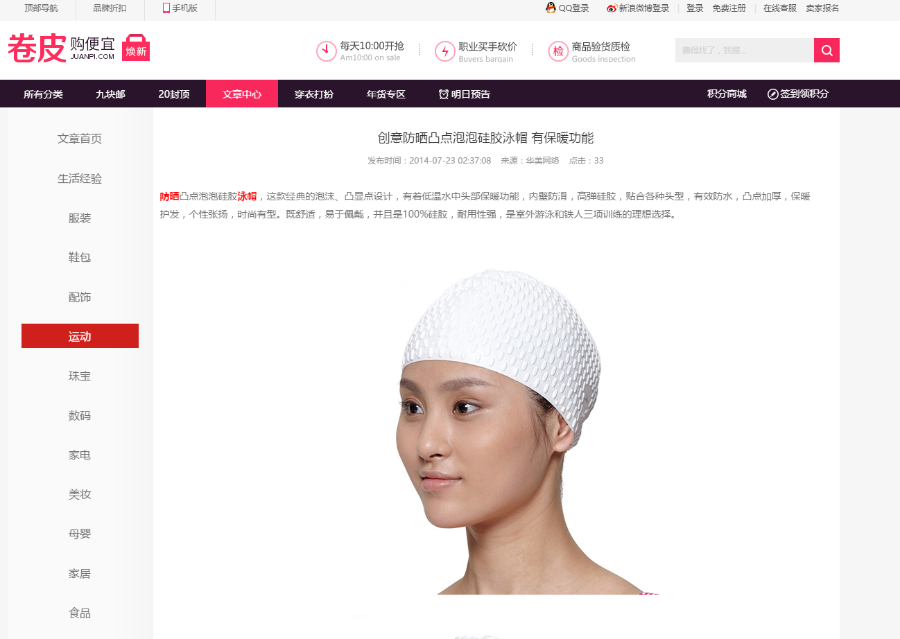 顶部导航
品牌折扣
手机版
QQ登录
新浪微博登录
登录
免费注册
在线客服
卖家报名
卷皮
购便宜
JUANPI.COM
焕新
每天10:00开抢
Am10:00 on sale
职业买手砍价
Buyers bargain
商品验货质检
检
Goods inspection
所有分类
九块邮
20封顶
文章中心
穿衣打扮
年货专区
明日预告
积分商城
签到领积分
文章首页
生活经验
服装
鞋包
配饰
运动
珠宝
数码
家电
美妆
母婴
家居
食品
创意防晒凸点泡泡硅胶泳帽 有保暖功能
发布时间：2014-07-23 02:37:08 来源：华美网络 点击：33
防晒凸点泡泡硅胶泳帽，这款经典的泡沫、凸显点设计，有着低温水中头部保暖功能，内壁防滑，高弹硅胶，贴合各种头型，有效防水，凸点加厚，保暖
护发，个性张扬，时尚有型。既舒适，易于佩戴，并且是100%硅胶，耐用性强，是室外游泳和铁人三项训练的理想选择。